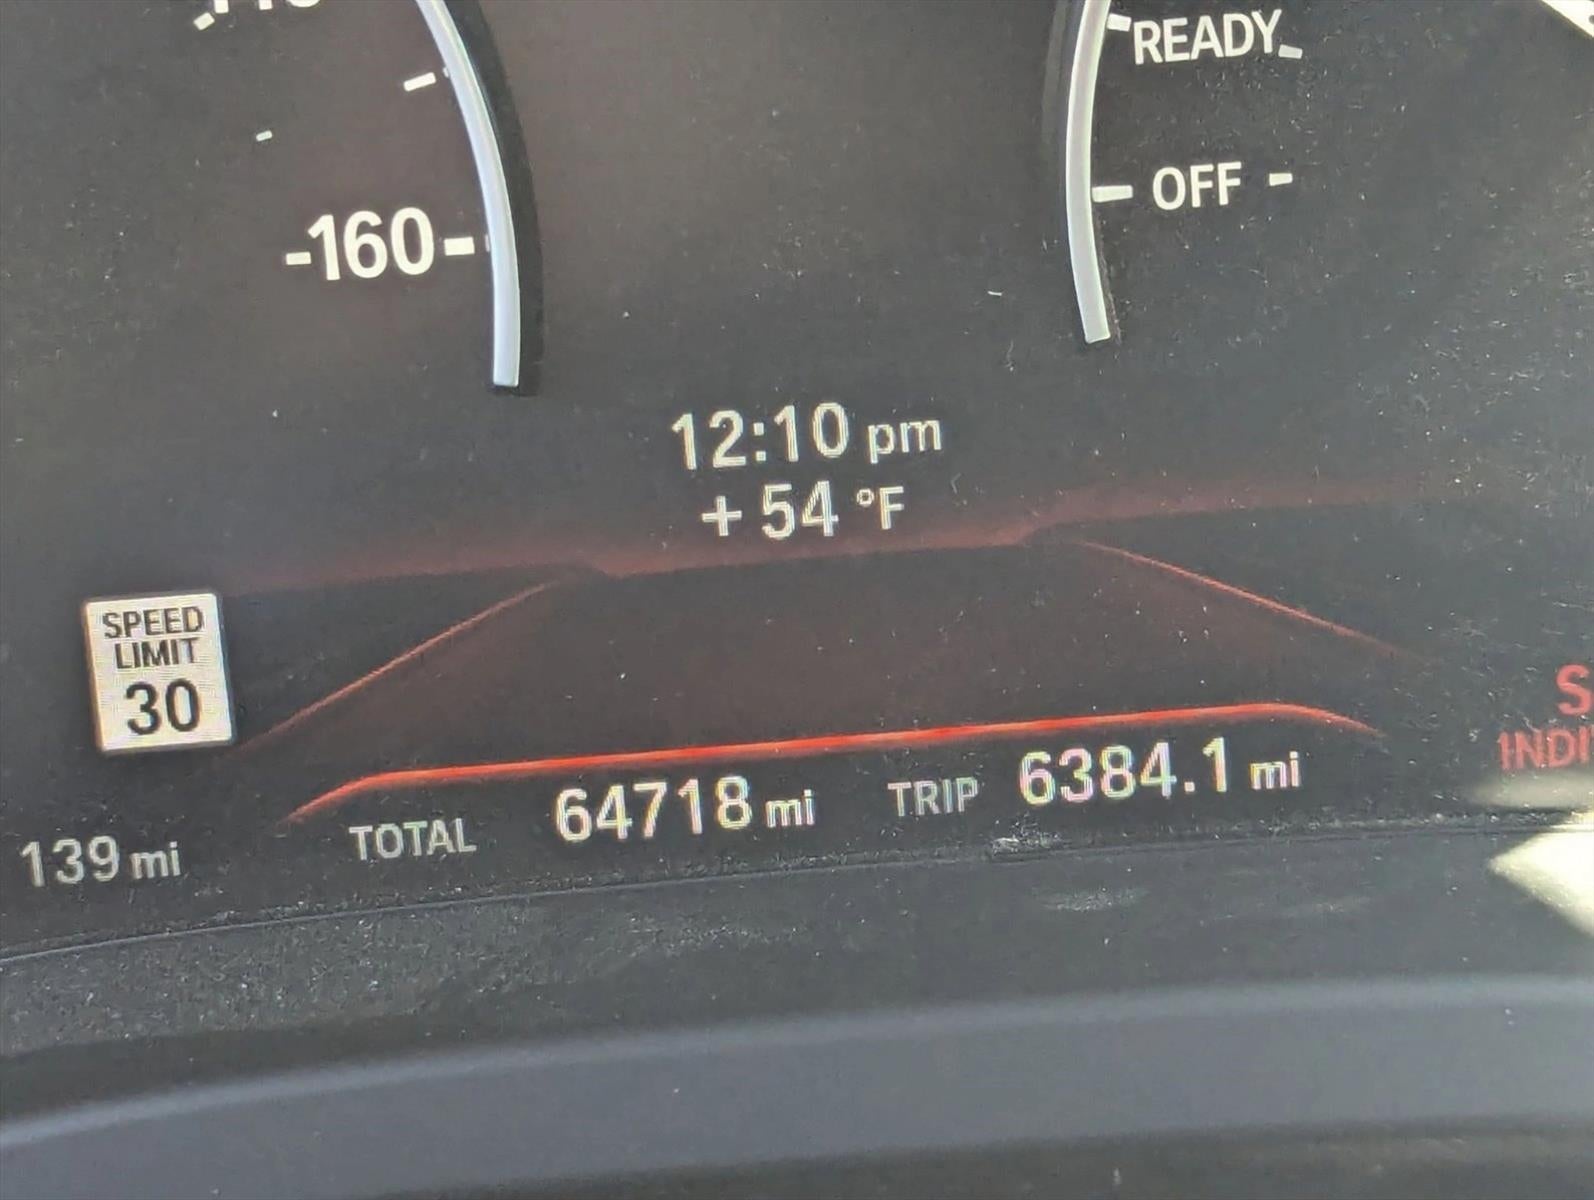 READY
-160-
OFF -
12:10 pm
+ 54 °F
SPEED
LIMIT
30
139 mi
TOTAL 64718 mi TRIP 6384.1 mi